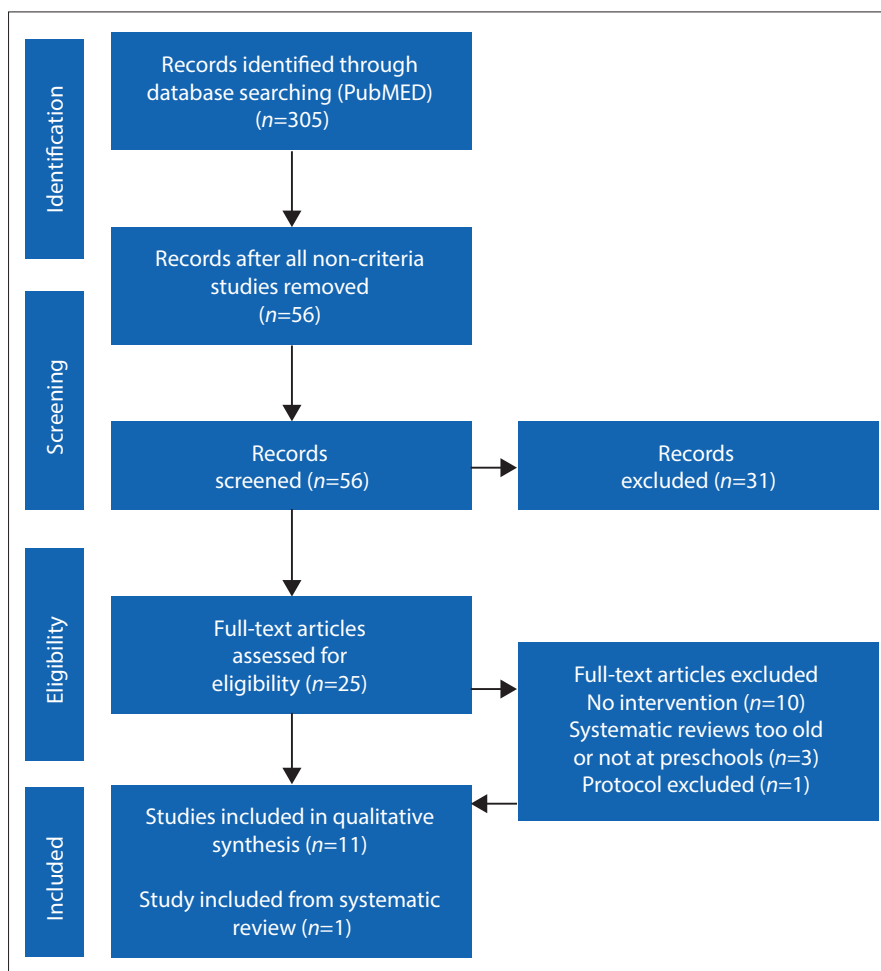 Identification
Records identified through
database searching (PubMED)
(n=305)
Records after all non-criteria
studies removed
(n=56)
Screening
Records
screened (n=56)
Records
excluded (n=31)
Eligibility
Full-text articles
assessed for
eligibility (n=25)
Full-text articles excluded
No intervention (n=10)
Systematic reviews too old
or not at preschools (n=3)
Protocol excluded (n=1)
Included
Studies included in qualitative
synthesis (n=11)
Study included from systematic
review (n=1)